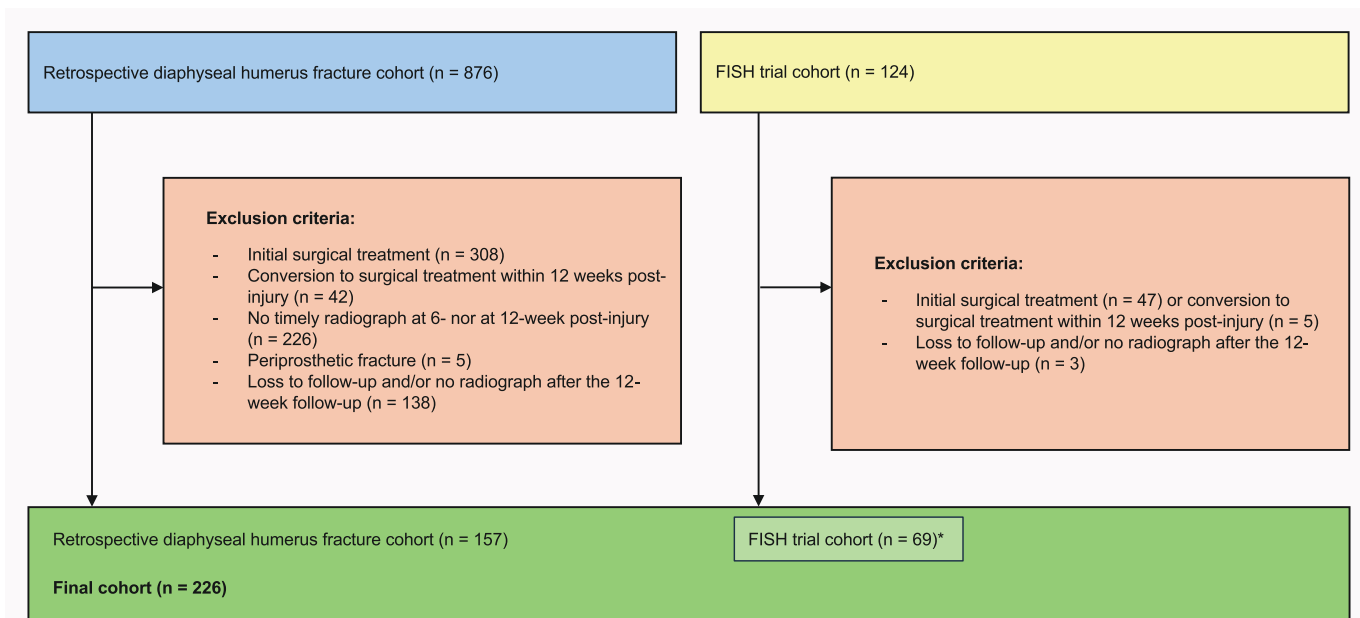 Retrospective diaphyseal humerus fracture cohort (n = 876)
FISH trial cohort (n = 124)
Exclusion criteria:
- Initial surgical treatment (n = 308)
- Conversion to surgical treatment within 12 weeks post-
injury (n = 42)
- No timely radiograph at 6- nor at 12-week post-injury
(n = 226)
- Periprosthetic fracture (n = 5)
- Loss to follow-up and/or no radiograph after the 12-
week follow-up (n = 138)
Exclusion criteria:
- Initial surgical treatment (n = 47) or conversion to
surgical treatment within 12 weeks post-injury (n = 5)
- Loss to follow-up and/or no radiograph after the 12-
week follow-up (n = 3)
Retrospective diaphyseal humerus fracture cohort (n = 157)
FISH trial cohort (n = 69)*
Final cohort (n = 226)